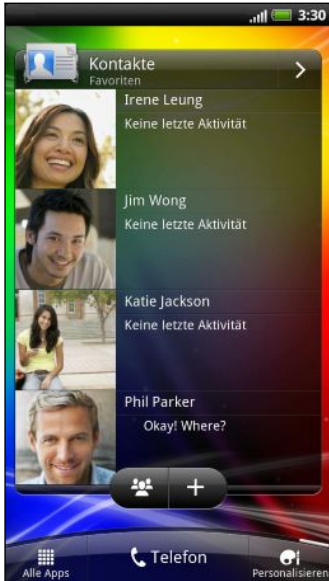 3:30
Kontakte
Favoriten
Irene Leung
Keine letzte Aktivität
Jim Wong
Keine letzte Aktivität
Katie Jackson
Keine letzte Aktivität
Phil Parker
Okay! Where?
Alle Apps
Telefon
Personalisieren